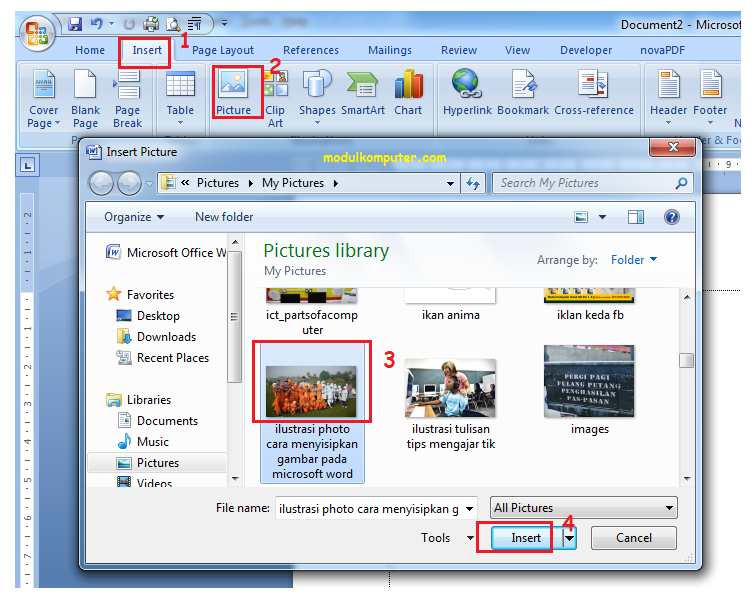 Document2 - Microsof
Home Insert 1 Page Layout References Mailings Review View Developer novaPDF
2
Cover Page Blank Page Page Break Table Picture Clip Art Shapes SmartArt Chart Hyperlink Bookmark Cross-reference Header Footer
Insert Picture
modulkomputer.com
« Pictures My Pictures Search My Pictures
Organize New folder
Microsoft Office W
Favorites
Desktop
Downloads
Recent Places
Libraries
Documents
Music
Pictures
Videos
Pictures library
My Pictures
Arrange by: Folder
ict_partsofacomp
uter
ikan anima
iklan keda fb
3
ilustrasi photo
cara menyisipkan
gambar pada
microsoft word
ilustrasi tulisan
tips mengajar tik
PERGI PAGI
PULANG PETANG
PENGHASILAN
PAS-PASAN
images
File name: ilustrasi photo cara menyisipkan g All Pictures
4
Tools Insert Cancel